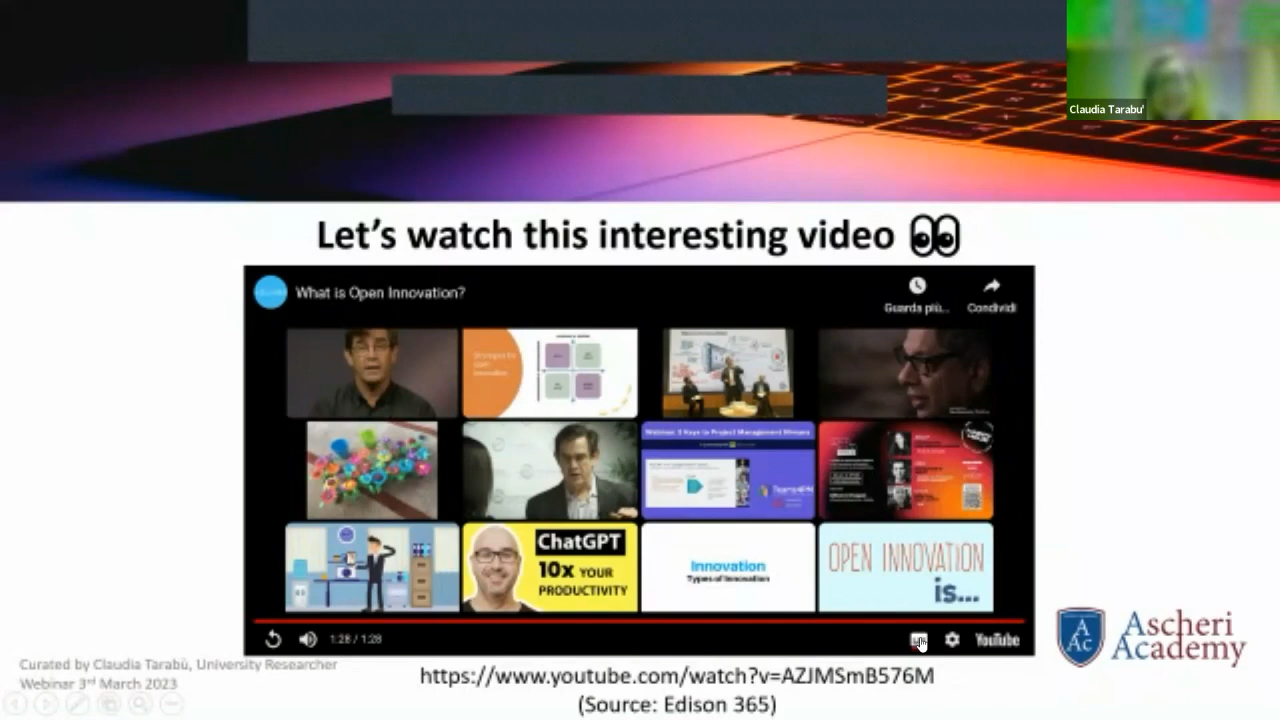 Claudia Tarabu'
Let's watch this interesting video
What is Open Innovation?
Guarda più...
Condividi
Strategies for
open
innovation
Webinar: 5 Keys to Project Management Success
ChatGPT
10x YOUR
PRODUCTIVITY
Innovation
Types of Innovation
OPEN INNOVATION
is...
1:28 / 1:28
YouTube
Curated by Claudia Tarabù, University Researcher
Webinar 3rd March 2023
https://www.youtube.com/watch?v=AZJMSmB576M
(Source: Edison 365)
A
Ac
Ascheri
Academy